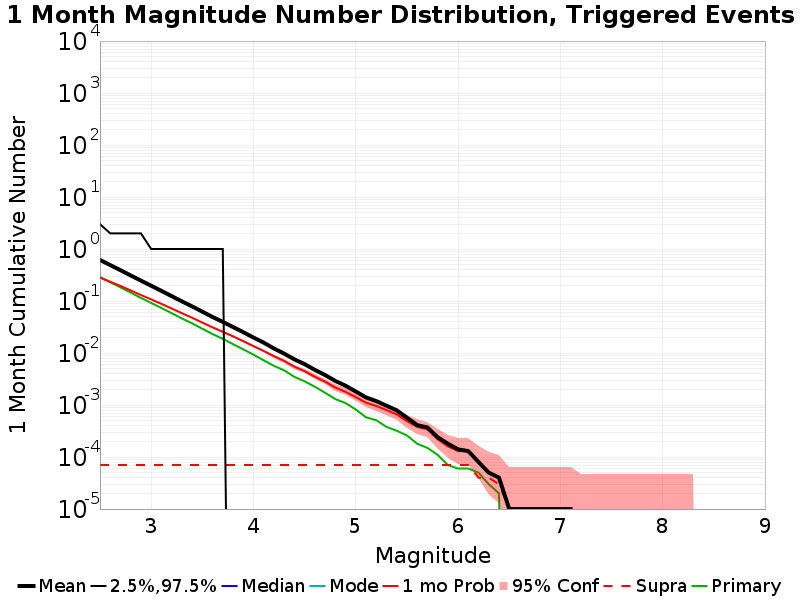 1 Month Magnitude Number Distribution, Triggered Events
1 Month Cumulative Number
10^4
10^3
10^2
10^1
10^0
10^-1
10^-2
10^-3
10^-4
10^-5
3 4 5 6 7 8 9
Magnitude
Mean 2.5%,97.5% Median Mode 1 mo Prob 95% Conf Supra Primary